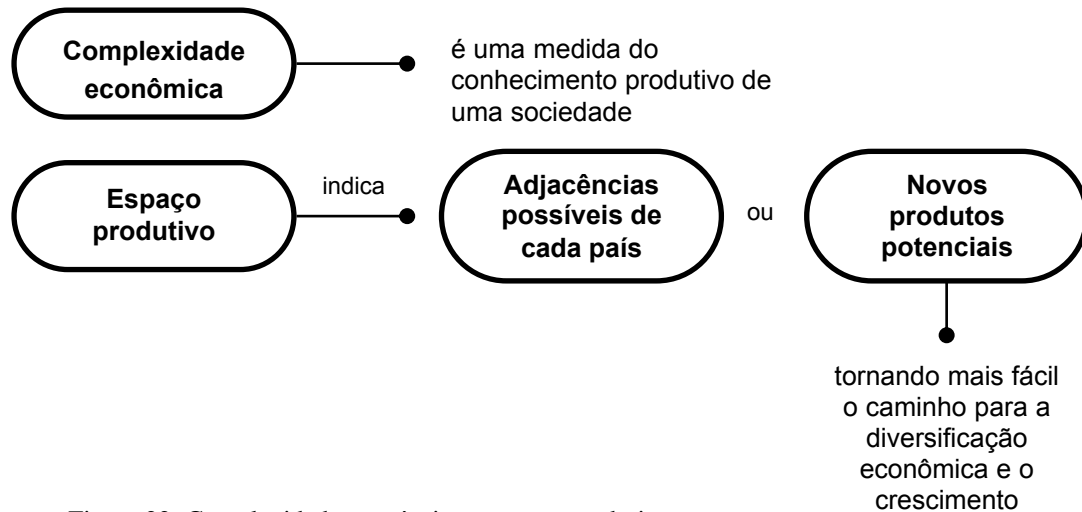 Complexidade
econômica
é uma medida do
conhecimento produtivo de
uma sociedade
Espaço
produtivo
indica
Adjacências
possíveis de
cada país
ou
Novos
produtos
potenciais
tornando mais fácil
o caminho para a
diversificação
econômica e o
crescimento